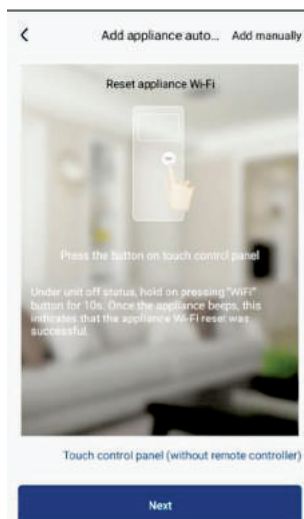 Add appliance auto... Add manually
Reset appliance Wi-Fi
Press the button on touch control panel
Under unit off status, hold on pressing "WiFi"
button for 10s. Once the appliance beeps, this
indicates that the appliance Wi-Fi reset was
successful.
Touch control panel (without remote controller)
Next